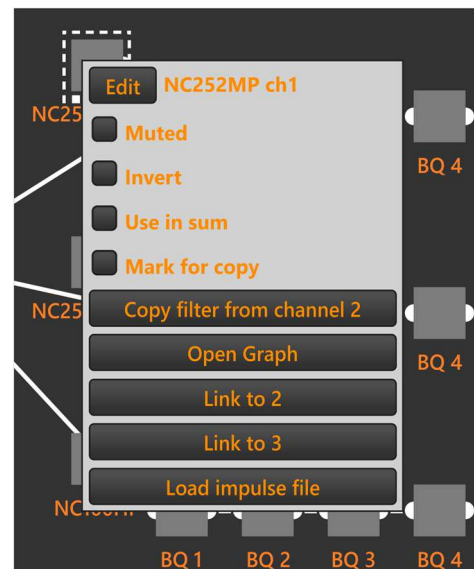 Edit NC252MP ch1
NC25
Muted
BQ 4
Invert
Use in sum
Mark for copy
NC25
Copy filter from channel 2
Open Graph
BQ 4
Link to 2
Link to 3
Load impulse file
BQ 1 BQ 2 BQ 3 BQ 4